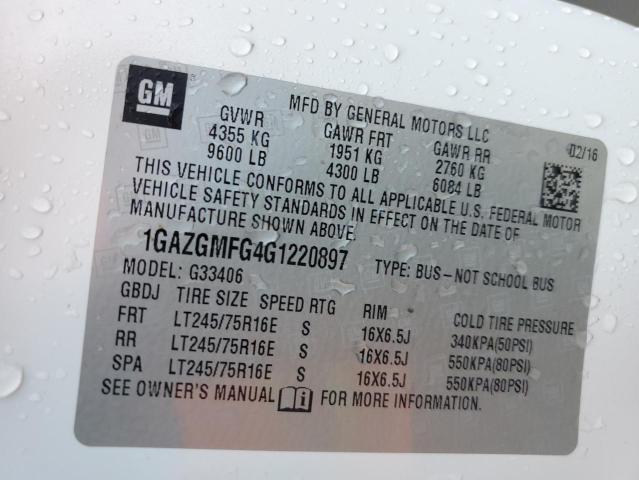 GM
MFD BY GENERAL MOTORS LLC
GVWR GAWR FRT GAWR RR 02/16
4355 KG 1951 KG 2760 KG
9600 LB 4300 LB 6084 LB
THIS VEHICLE CONFORMS TO ALL APPLICABLE U.S. FEDERAL MOTOR
VEHICLE SAFETY STANDARDS IN EFFECT ON THE DATE OF
MANUFACTURE SHOWN ABOVE.
1GAZGMFG4G1220897 TYPE: BUS-NOT SCHOOL BUS
MODEL: G33406
GBDJ TIRE SIZE SPEED RTG RIM COLD TIRE PRESSURE
FRT LT245/75R16E S 16X6.5J 340KPA(50PSI)
RR LT245/75R16E S 16X6.5J 550KPA(80PSI)
SPA LT245/75R16E S 16X6.5J 550KPA(80PSI)
SEE OWNER'S MANUAL FOR MORE INFORMATION.